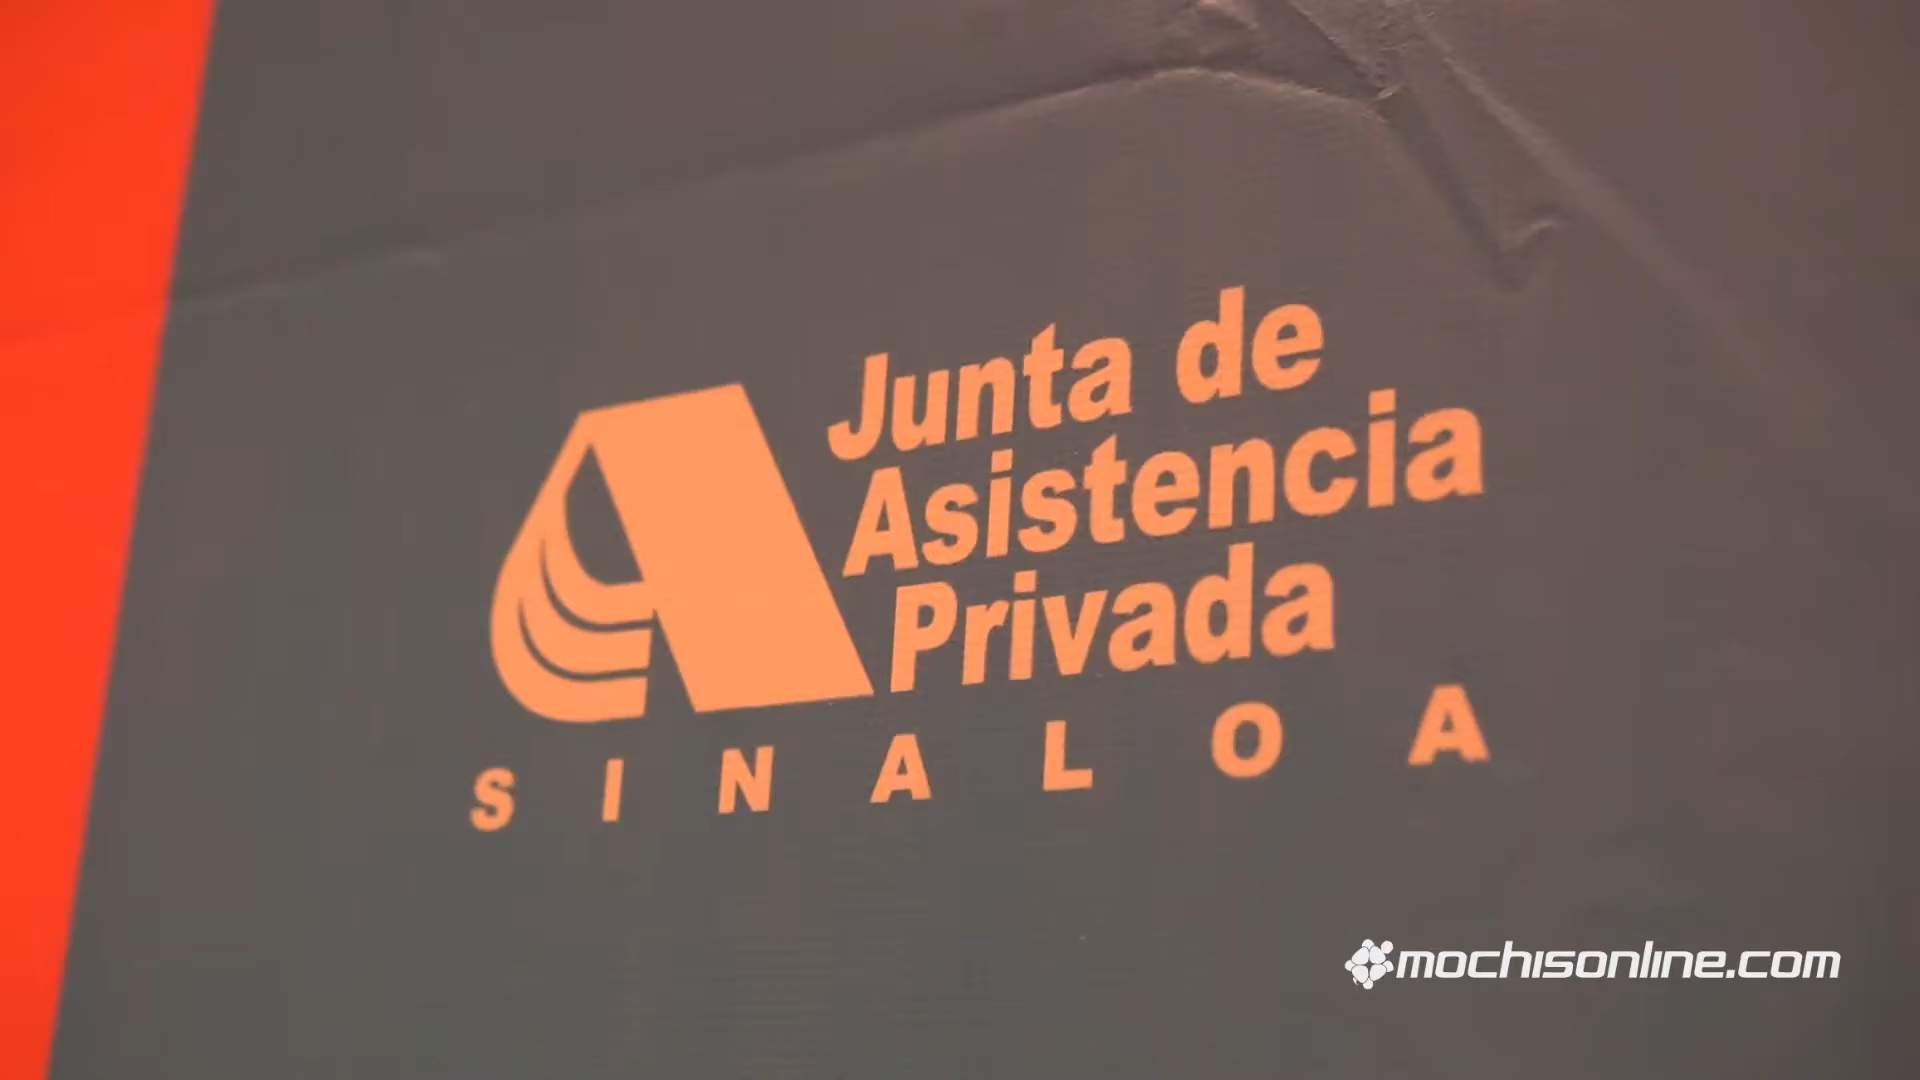 Junta de
Asistencia
Privada
SINALOA
mochisonline.com